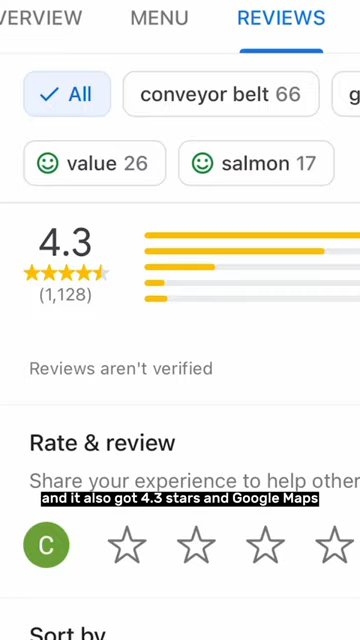 VERVIEW MENU REVIEWS
All conveyor belt 66 g
value 26 salmon 17
4.3
(1,128)
Reviews aren't verified
Rate & review
Share your experience to help other
and it also got 4.3 stars and Google Maps
C
Sort by